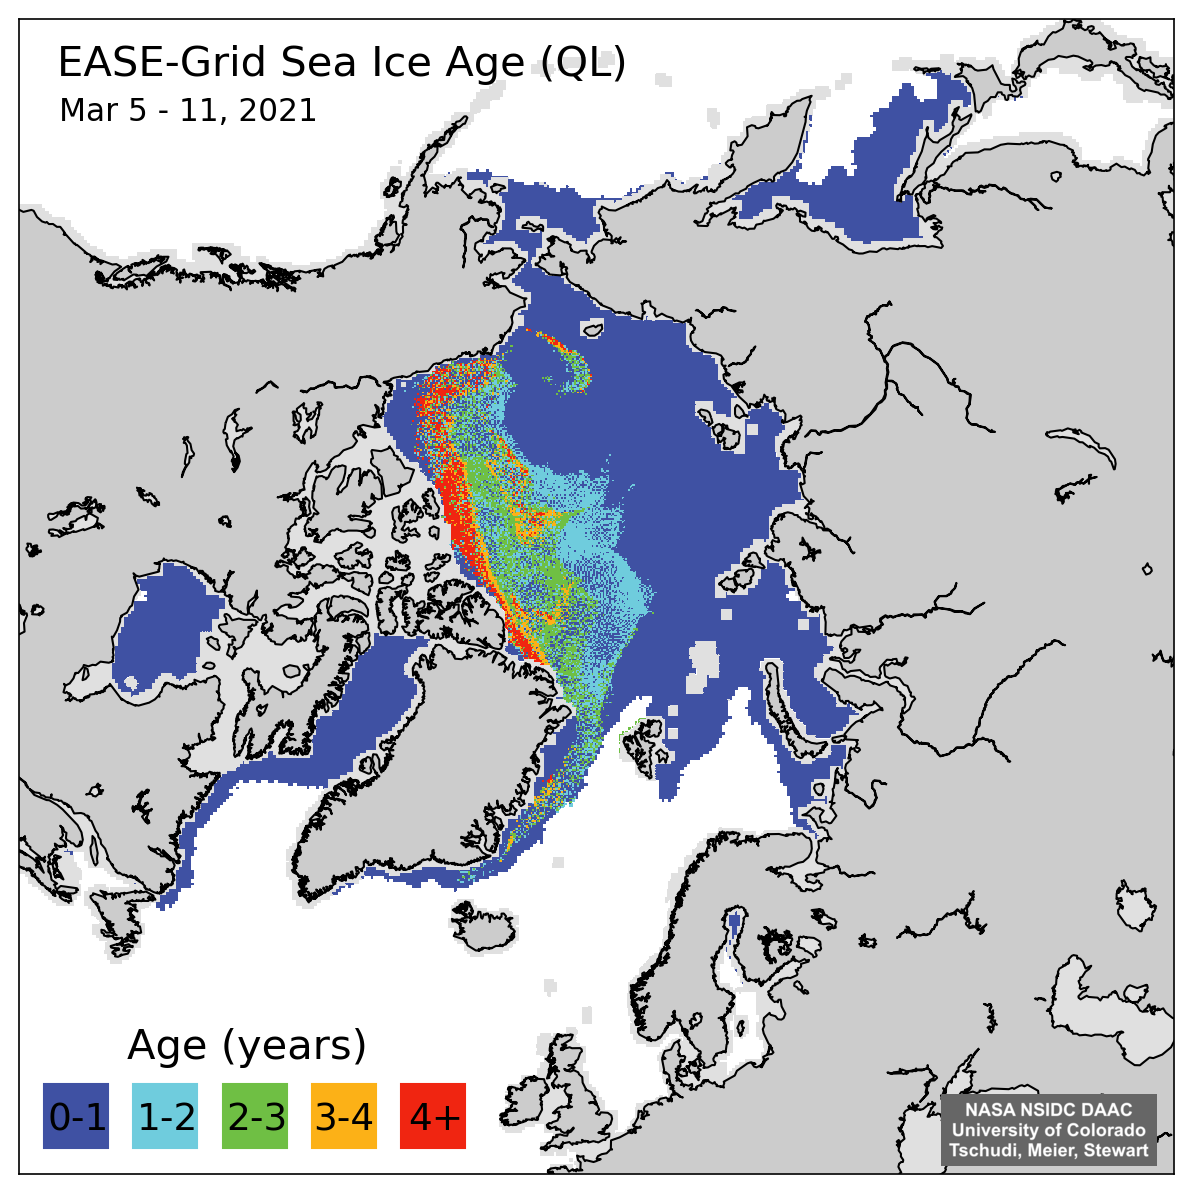 EASE-Grid Sea Ice Age (QL)
Mar 5 - 11, 2021
Age (years)
0-1 1-2 2-3 3-4 4+
NASA NSIDC DAAC
University of Colorado
Tschudi, Meier, Stewart